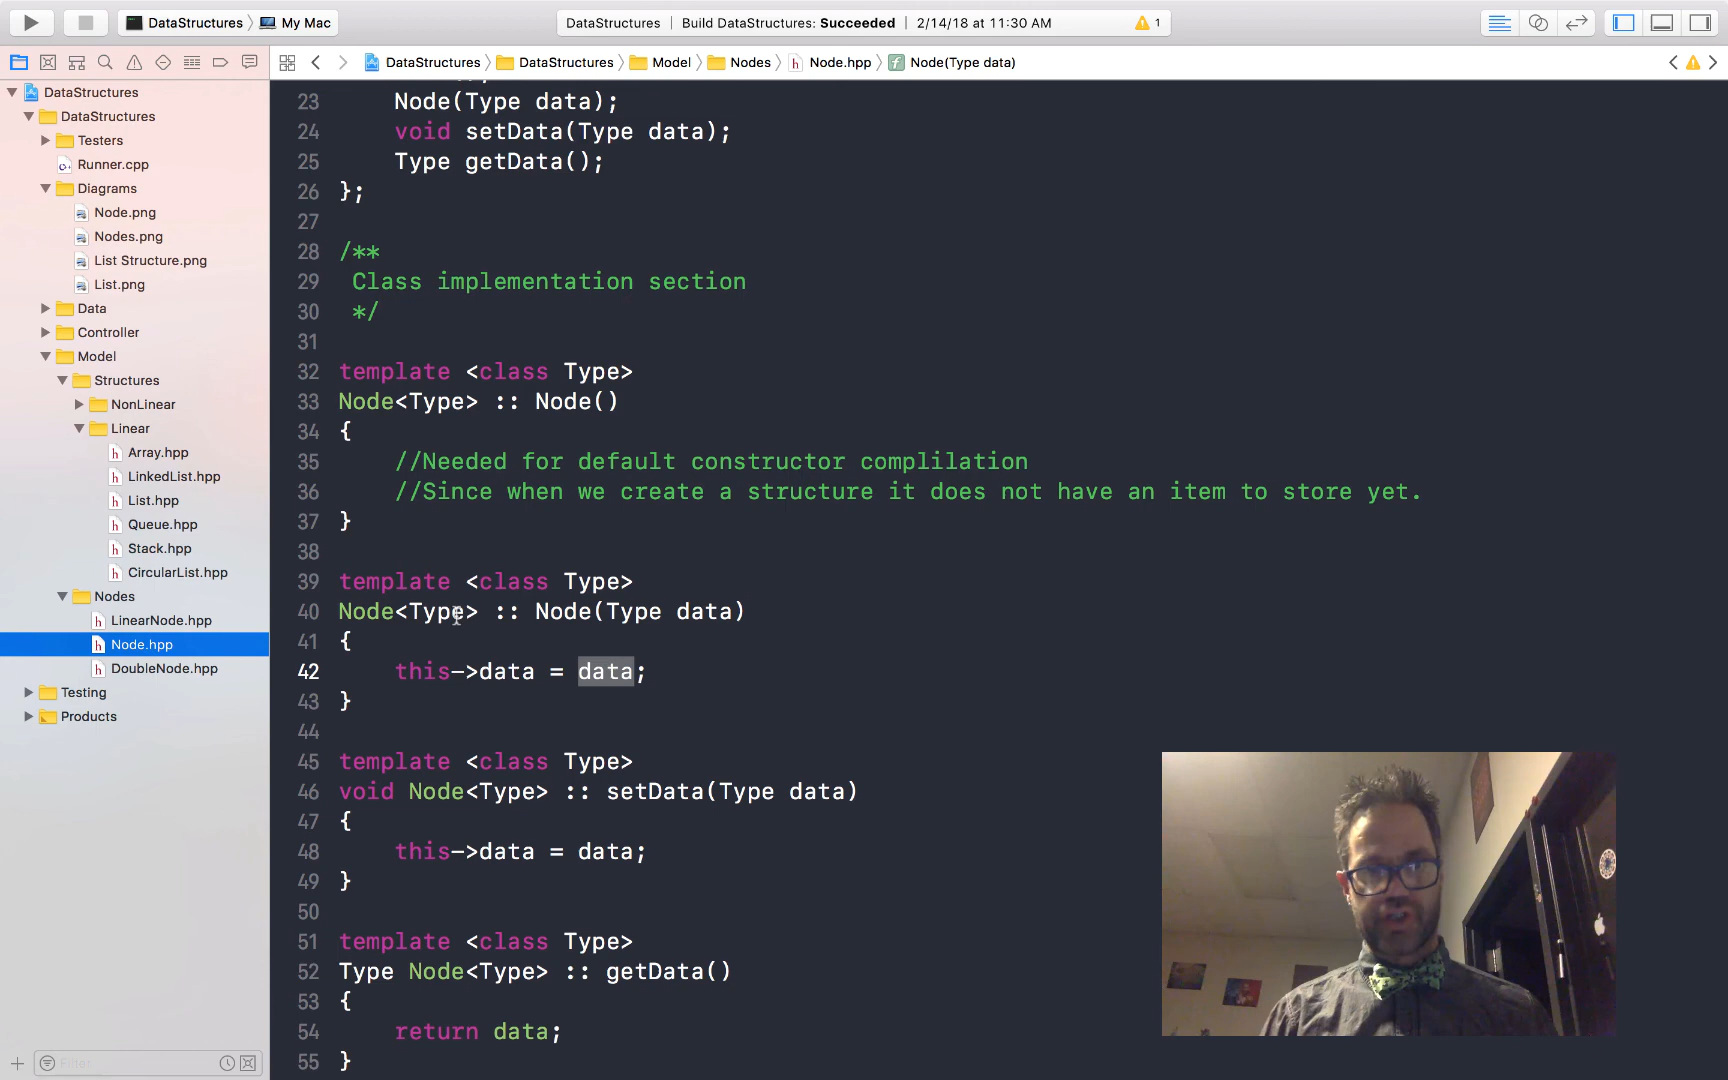 DataStructures My Mac
DataStructures Build DataStructures: Succeeded 2/14/18 at 11:30 AM
1
DataStructures DataStructures Model Nodes h Node.hpp f Node(Type data)
DataStructures
DataStructures
Testers
Runner.cpp
Diagrams
Node.png
Nodes.png
List Structure.png
List.png
Data
Controller
Model
Structures
NonLinear
Linear
h Array.hpp
h LinkedList.hpp
h List.hpp
h Queue.hpp
h Stack.hpp
h CircularList.hpp
Nodes
h LinearNode.hpp
h Node.hpp
h DoubleNode.hpp
Testing
Products
Filter
23 Node(Type data);
24 void setData(Type data);
25 Type getData();
26 };
27
28 /**
29 Class implementation section
30 */
31
32 template <class Type>
33 Node<Type> :: Node()
34 {
35 //Needed for default constructor complilation
36 //Since when we create a structure it does not have an item to store yet.
37 }
38
39 template <class Type>
40 Node<Type> :: Node(Type data)
41 {
42 this->data = data;
43 }
44
45 template <class Type>
46 void Node<Type> :: setData(Type data)
47 {
48 this->data = data;
49 }
50
51 template <class Type>
52 Type Node<Type> :: getData()
53 {
54 return data;
55 }